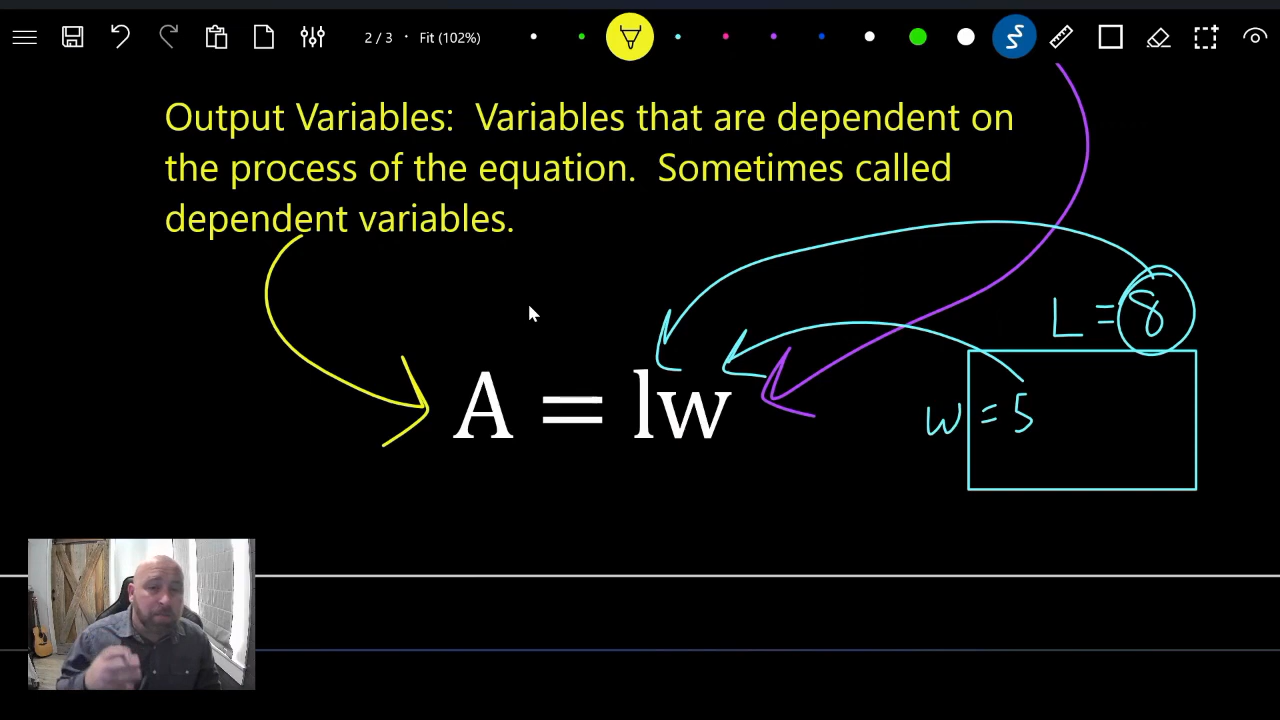 2 / 3 · Fit (102%)
Output Variables: Variables that are dependent on
the process of the equation. Sometimes called
dependent variables.
L = 8
A = lw
w = 5